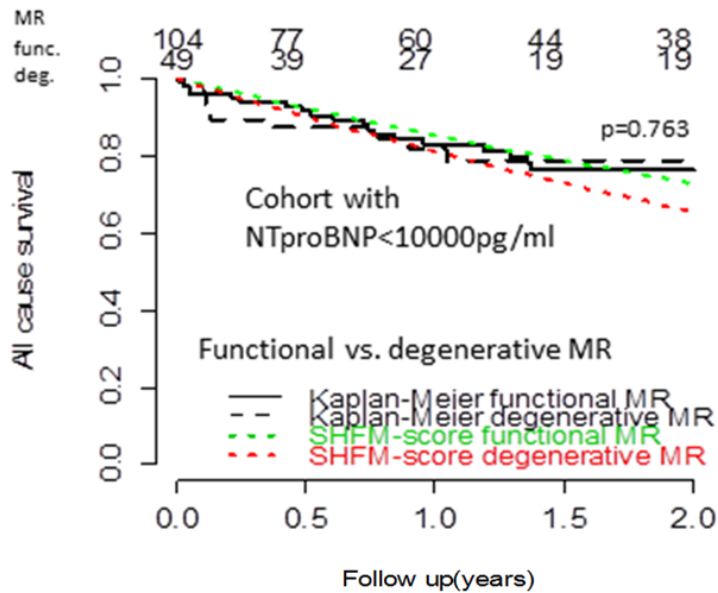 MR
func. 104 77 60 44 38
deg. 49 39 27 19 19
1.0
p=0.763
0.8
Cohort with
NTproBNP<10000pg/ml
0.6
All cause survival
0.4
Functional vs. degenerative MR
0.2
Kaplan-Meier functional MR
Kaplan-Meier degenerative MR
SHFM-score functional MR
SHFM-score degenerative MR
0.0
0.0 0.5 1.0 1.5 2.0
Follow up(years)